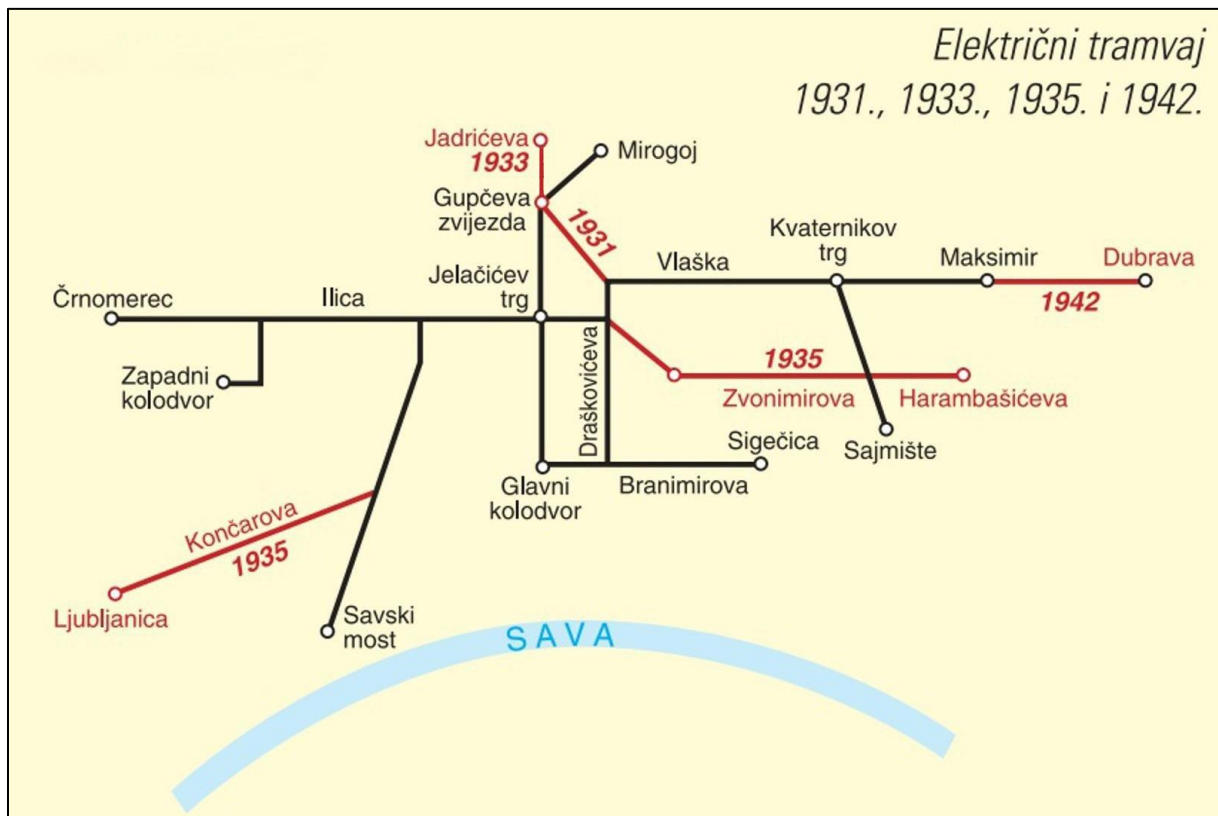 Električni tramvaj
1931., 1933., 1935. i 1942.
Jadrićeva
1933
Mirogoj
Gupčeva
zvijezda
1931
Kvaternikov
trg
Vlaška
Maksimir
Dubrava
1942
Jelačićev
trg
Ilica
Črnomerec
Zapadni
kolodvor
Draškovićeva
1935
Zvonimirova
Harambašićeva
Sigečica
Sajmište
Glavni
kolodvor
Branimirova
Končarova
1935
Ljubljanica
Savski
most
SAVA